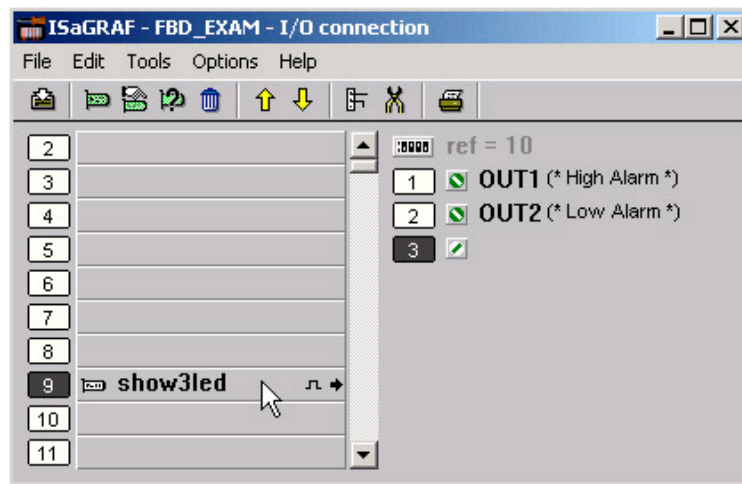 ISaGRAF - FBD_EXAM - I/O connection
File Edit Tools Options Help
2
3
4
5
6
7
8
9 show3led
10
11
ref = 10
1 OUT1 (* High Alarm *)
2 OUT2 (* Low Alarm *)
3